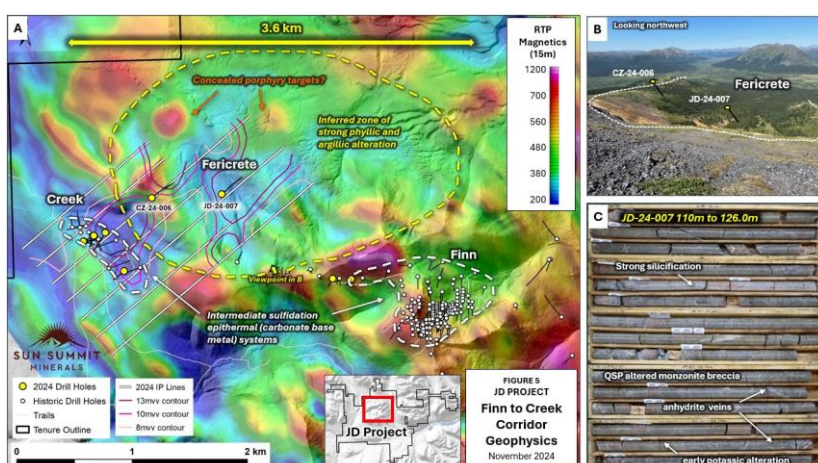 A
3.6 km
Concealed porphyry targets?
Inferred zone of
strong phyllic and
argillic alteration
Fericrete
Creek
CZ-24-006
JD-24-007
Finn
Viewpoint in B
Intermediate sulfidation
epithermal (carbonate base
metal) systems
RTP
Magnetics
(15m)
1200
700
560
480
380
200
SUN SUMMIT
MINERALS
2024 Drill Holes
Historic Drill Holes
Trails
Tenure Outline
2024 IP Lines
13mvv contour
10mvv contour
8mvv contour
0 1 2 km
JD Project
FIGURE 5
JD PROJECT
Finn to Creek
Corridor
Geophysics
November 2024
B
Looking northwest
CZ-24-006
Fericrete
JD-24-007
C
JD-24-007 110m to 126.0m
Strong silicification
QSP altered monzonite breccia
anhydrite veins
early potassic alteration